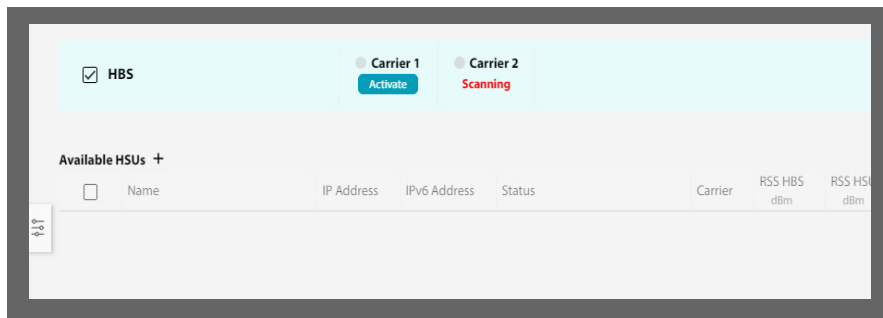 HBS
Carrier 1
Activate
Carrier 2
Scanning
Available HSUs +
Name IP Address IPv6 Address Status Carrier RSS HBS dBm RSS HSU dBm